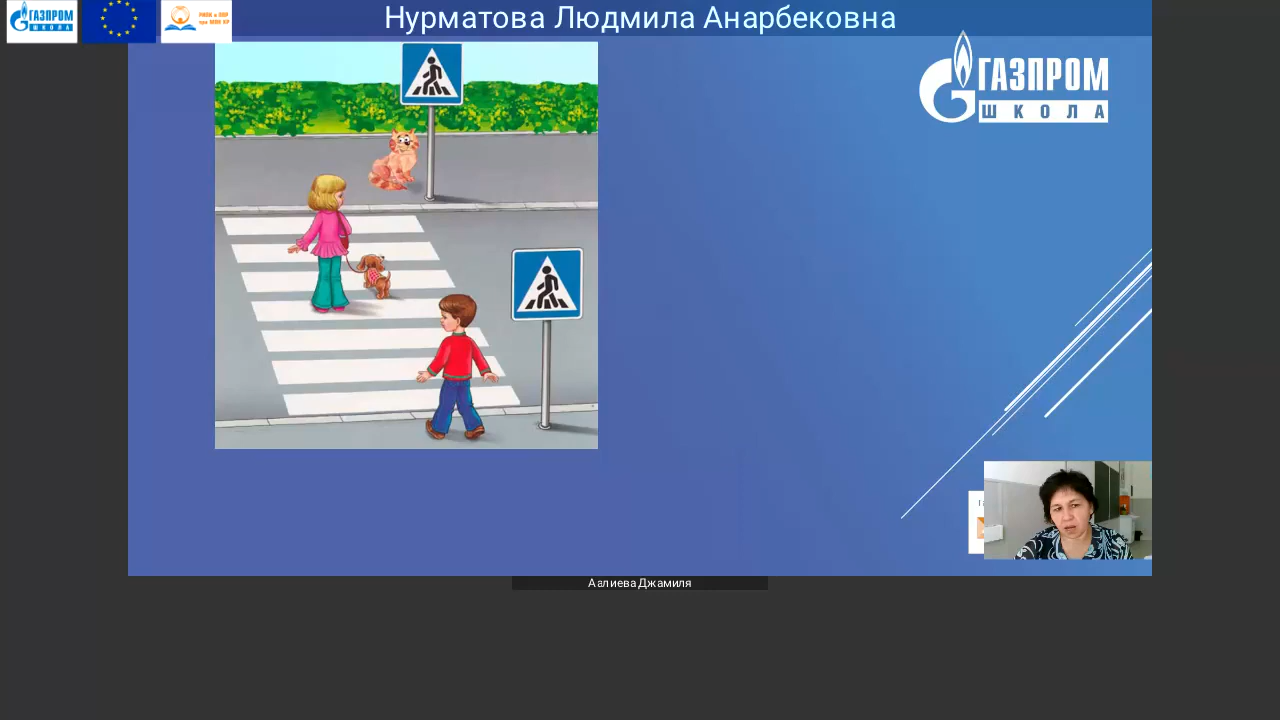 ГАЗПРОМ
ШКОЛА
Нурматова Людмила Анарбековна
ГАЗПРОМ
ШКОЛА
Аалиева Джамиля